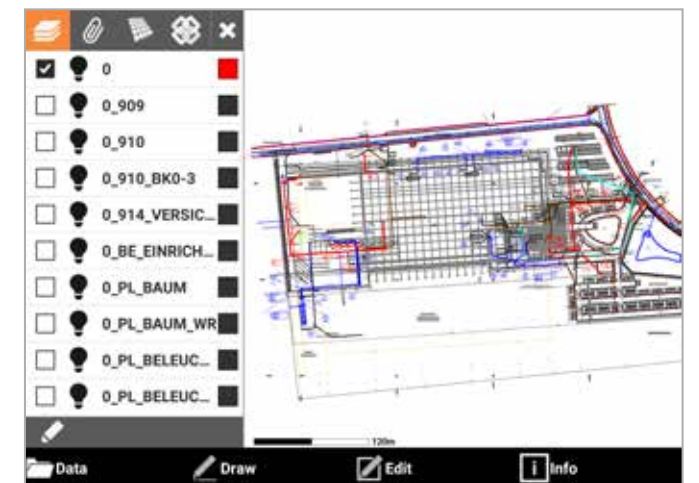 0
0_909
0_910
0_910_BK0-3
0_914_VERSIC...
0_BE_EINRICH...
0_PL_BAUM
0_PL_BAUM_WR
0_PL_BELEUC...
0_PL_BELEUC...
120m
Data
Draw
Edit
i Info